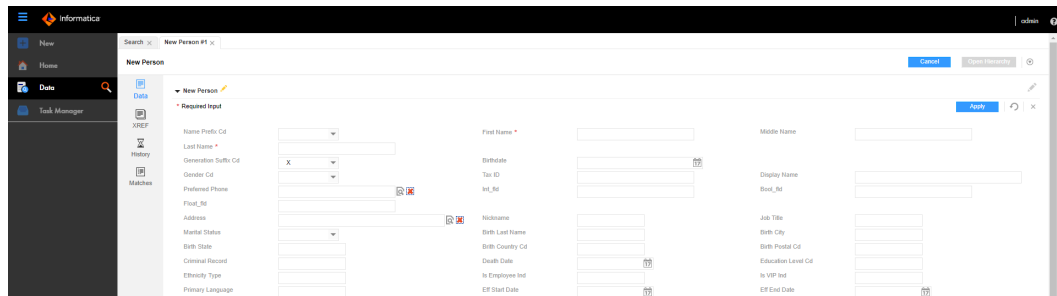 Informatica
admin
New
Home
Data
Task Manager
Search × New Person #1 ×
New Person
Cancel Open Hierarchy
Data
XREF
History
Matches
New Person
* Required Input
Apply
Name Prefix Cd First Name * Middle Name
Last Name *
Generation Suffix Cd X Birthdate
Gender Cd Tax ID Display Name
Preferred Phone Int_fld Bool_fld
Float_fld
Address Nickname Job Title
Marital Status Birth Last Name Birth City
Birth State Birth Country Cd Birth Postal Cd
Criminal Record Death Date Education Level Cd
Ethnicity Type Is Employee Ind Is VIP Ind
Primary Language Eff Start Date Eff End Date